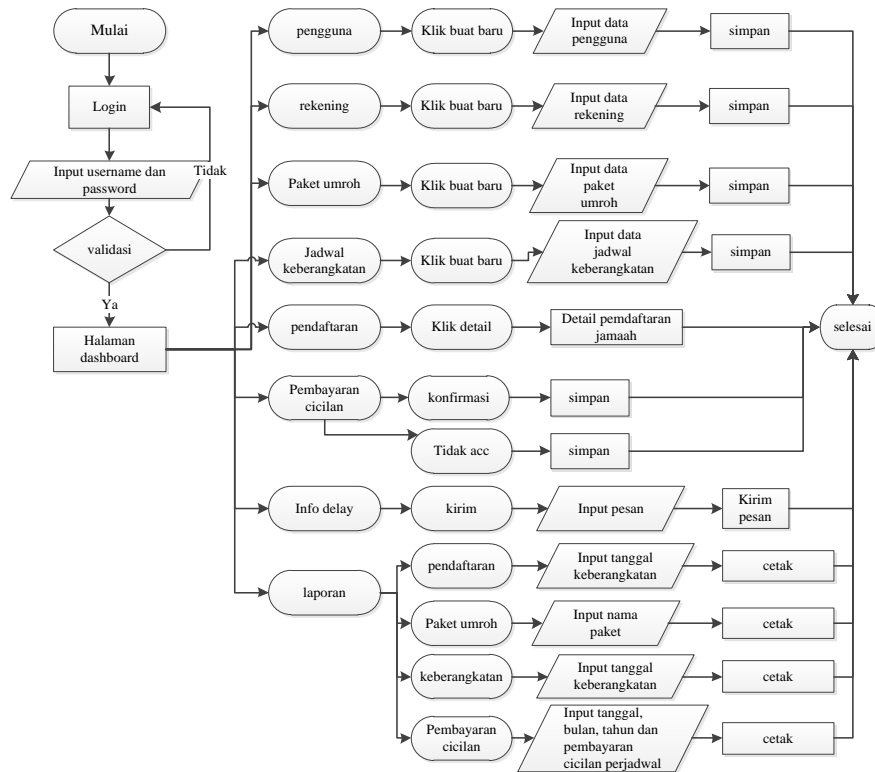 Mulai
Login
Input username dan
password
Tidak
validasi
Ya
Halaman
dashboard
pengguna
Klik buat baru
Input data
pengguna
simpan
rekening
Klik buat baru
Input data
rekening
simpan
Paket umroh
Klik buat baru
Input data
paket
umroh
simpan
Jadwal
keberangkatan
Klik buat baru
Input data
jadwal
keberangkatan
simpan
pendaftaran
Klik detail
Detail pemdaftaran
jamaah
selesai
Pembayaran
cicilan
konfirmasi
simpan
Tidak acc
simpan
Info delay
kirim
Input pesan
Kirim
pesan
laporan
pendaftaran
Input tanggal
keberangkatan
cetak
Paket umroh
Input nama
paket
cetak
keberangkatan
Input tanggal
keberangkatan
cetak
Pembayaran
cicilan
Input tanggal,
bulan, tahun dan
pembayaran
cicilan perjadwal
cetak